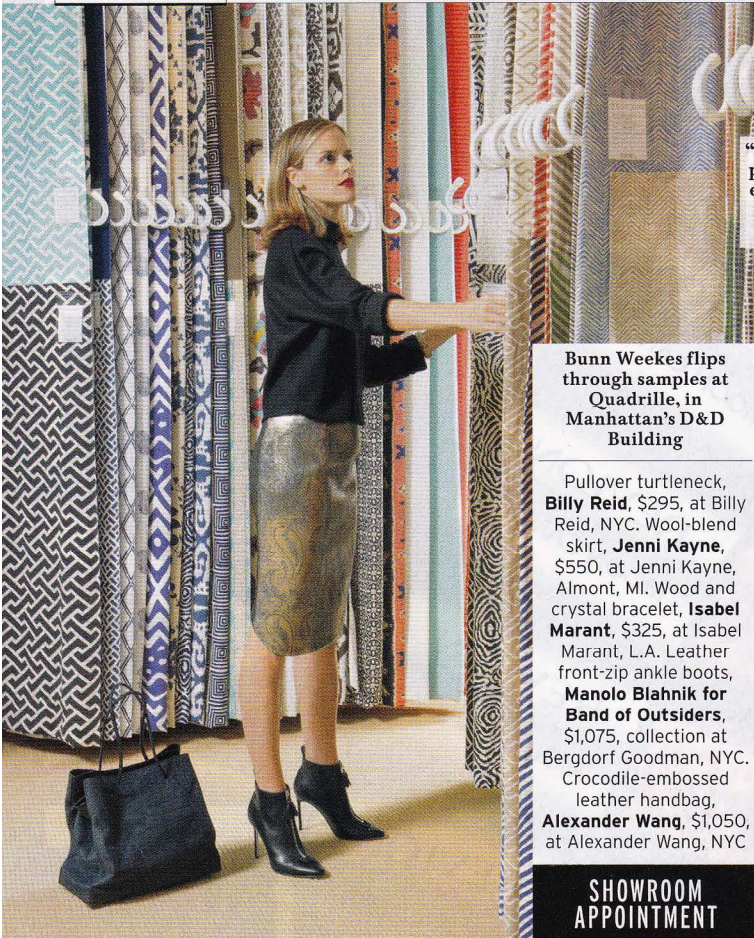 Bunn Weekes flips
through samples at
Quadrille, in
Manhattan's D&D
Building
Pullover turtleneck,
Billy Reid, $295, at Billy
Reid, NYC. Wool-blend
skirt, Jenni Kayne,
$550, at Jenni Kayne,
Almont, MI. Wood and
crystal bracelet, Isabel
Marant, $325, at Isabel
Marant, L.A. Leather
front-zip ankle boots,
Manolo Blahnik for
Band of Outsiders,
$1,075, collection at
Bergdorf Goodman, NYC.
Crocodile-embossed
leather handbag,
Alexander Wang, $1,050,
at Alexander Wang, NYC
SHOWROOM
APPOINTMENT